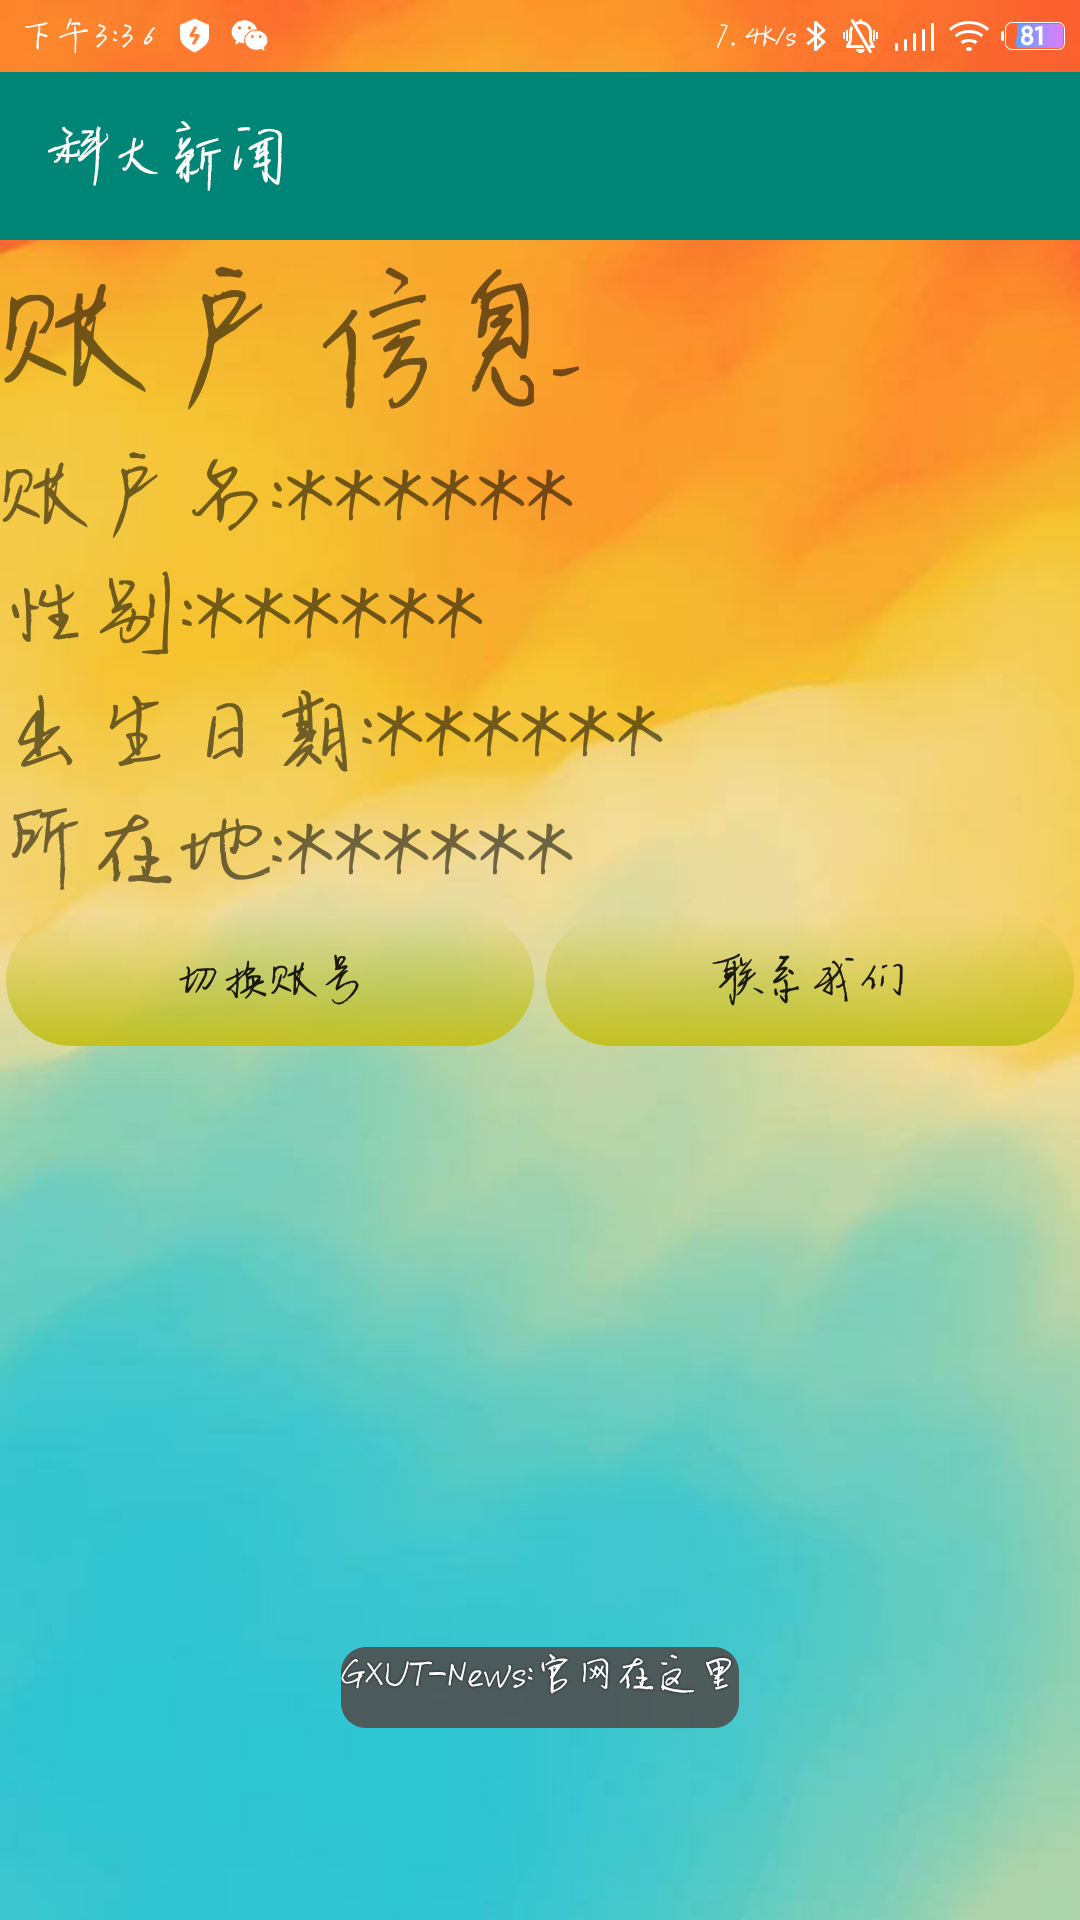 下午3:36 7.4K/s 81
科大新闻
账户信息
账户名:******
性别:******
出生日期:******
所在地:******
切换账号 联系我们
GXUT-News:官网在这里